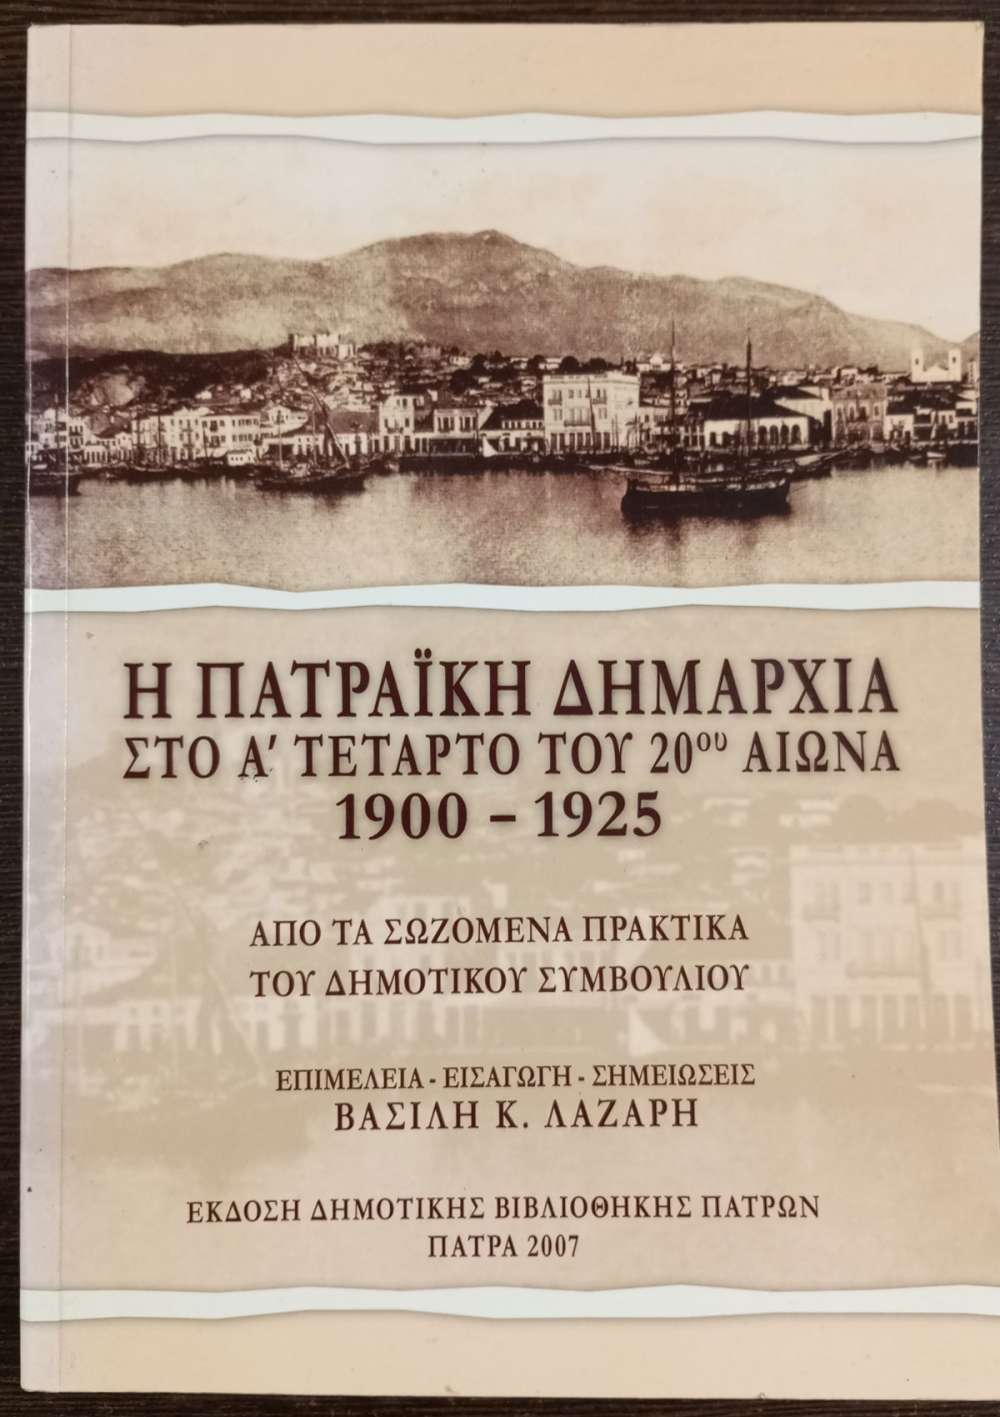 Η ΠΑΤΡΑΪΚΗ ΔΗΜΑΡΧΙΑ
ΣΤΟ Α' ΤΕΤΑΡΤΟ ΤΟΥ 20ου ΑΙΩΝΑ
1900 - 1925
ΑΠΟ ΤΑ ΣΩΖΟΜΕΝΑ ΠΡΑΚΤΙΚΑ
ΤΟΥ ΔΗΜΟΤΙΚΟΥ ΣΥΜΒΟΥΛΙΟΥ
ΕΠΙΜΕΛΕΙΑ - ΕΙΣΑΓΩΓΗ - ΣΗΜΕΙΩΣΕΙΣ
ΒΑΣΙΛΗ Κ. ΛΑΖΑΡΗ
ΕΚΔΟΣΗ ΔΗΜΟΤΙΚΗΣ ΒΙΒΛΙΟΘΗΚΗΣ ΠΑΤΡΩΝ
ΠΑΤΡΑ 2007